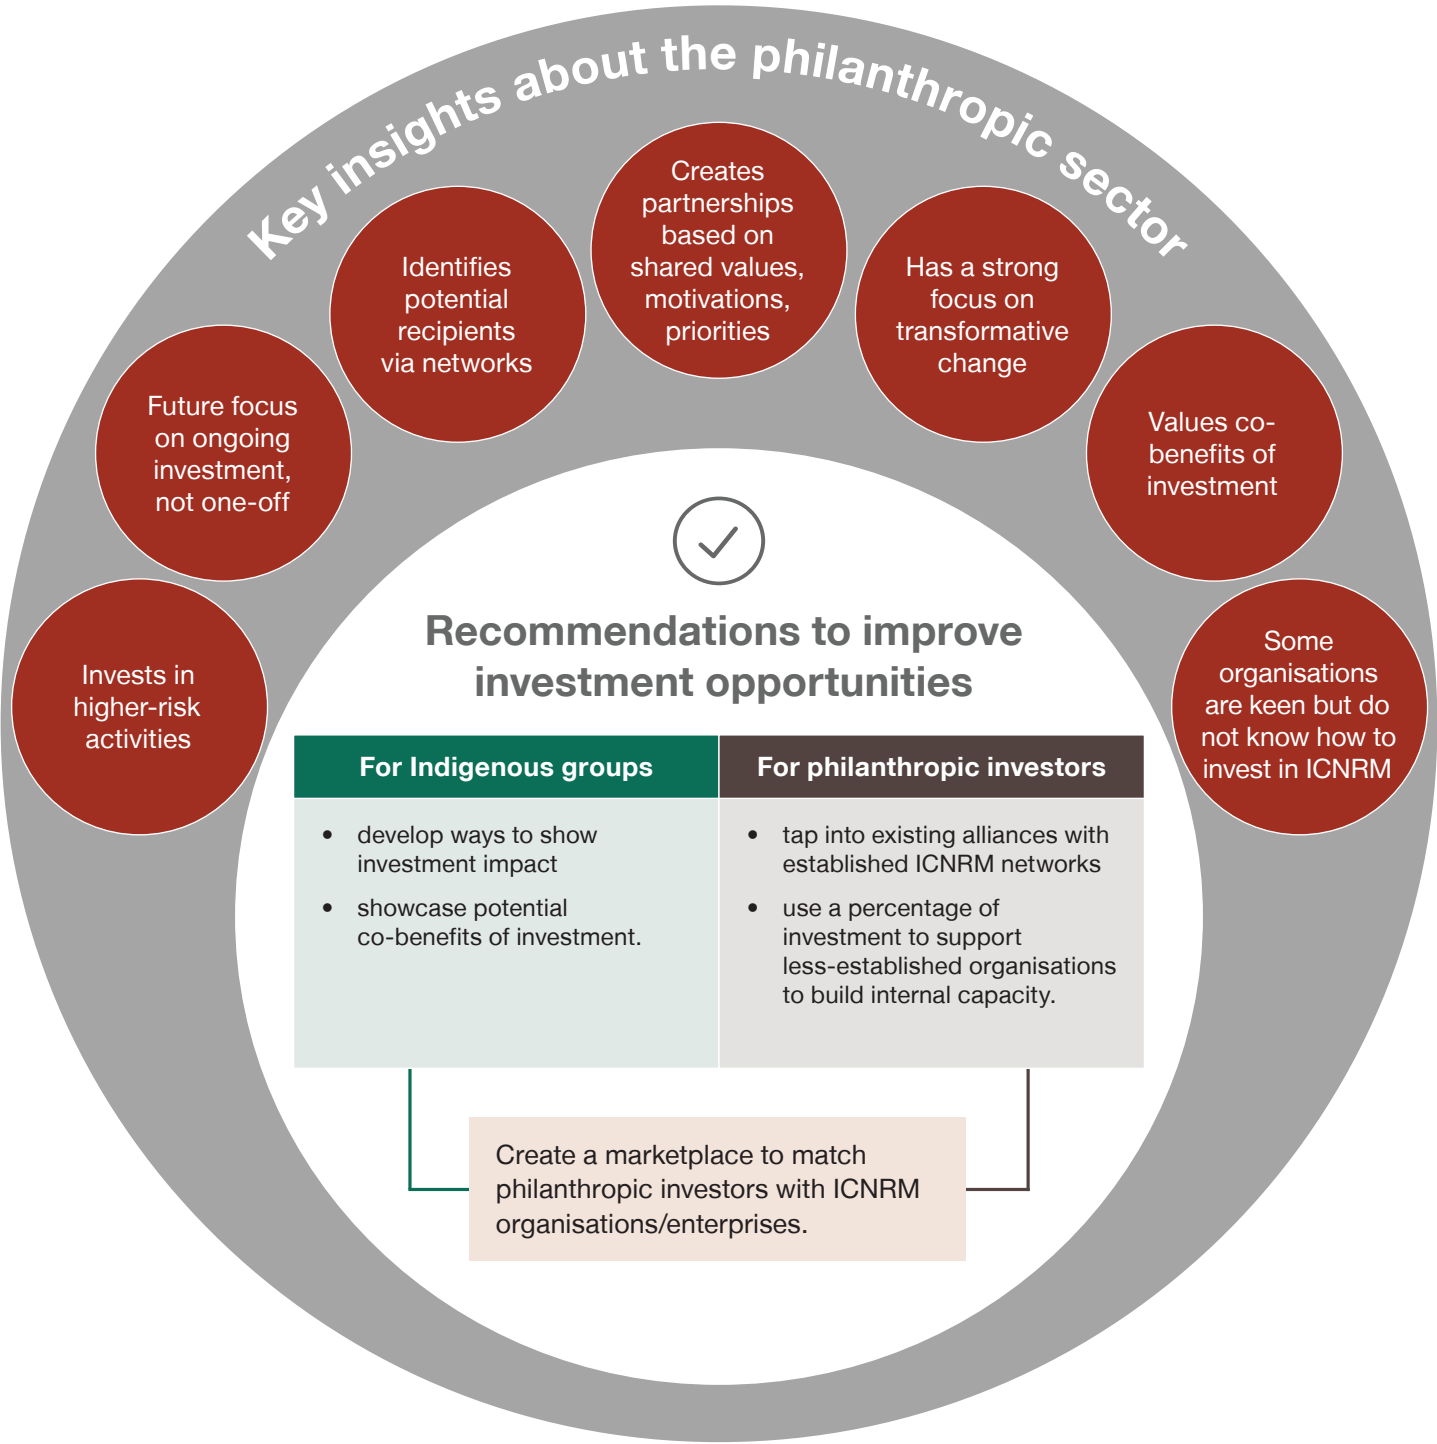 Key insights about the philanthropic sector
Invests in
higher-risk
activities
Future focus
on ongoing
investment,
not one-off
Identifies
potential
recipients
via networks
Creates
partnerships
based on
shared values,
motivations,
priorities
Has a strong
focus on
transformative
change
Values co-
benefits of
investment
Some
organisations
are keen but do
not know how to
invest in ICNRM
Recommendations to improve
investment opportunities
For Indigenous groups
• develop ways to show
investment impact
• showcase potential
co-benefits of investment.
For philanthropic investors
• tap into existing alliances with
established ICNRM networks
• use a percentage of
investment to support
less-established organisations
to build internal capacity.
Create a marketplace to match
philanthropic investors with ICNRM
organisations/enterprises.